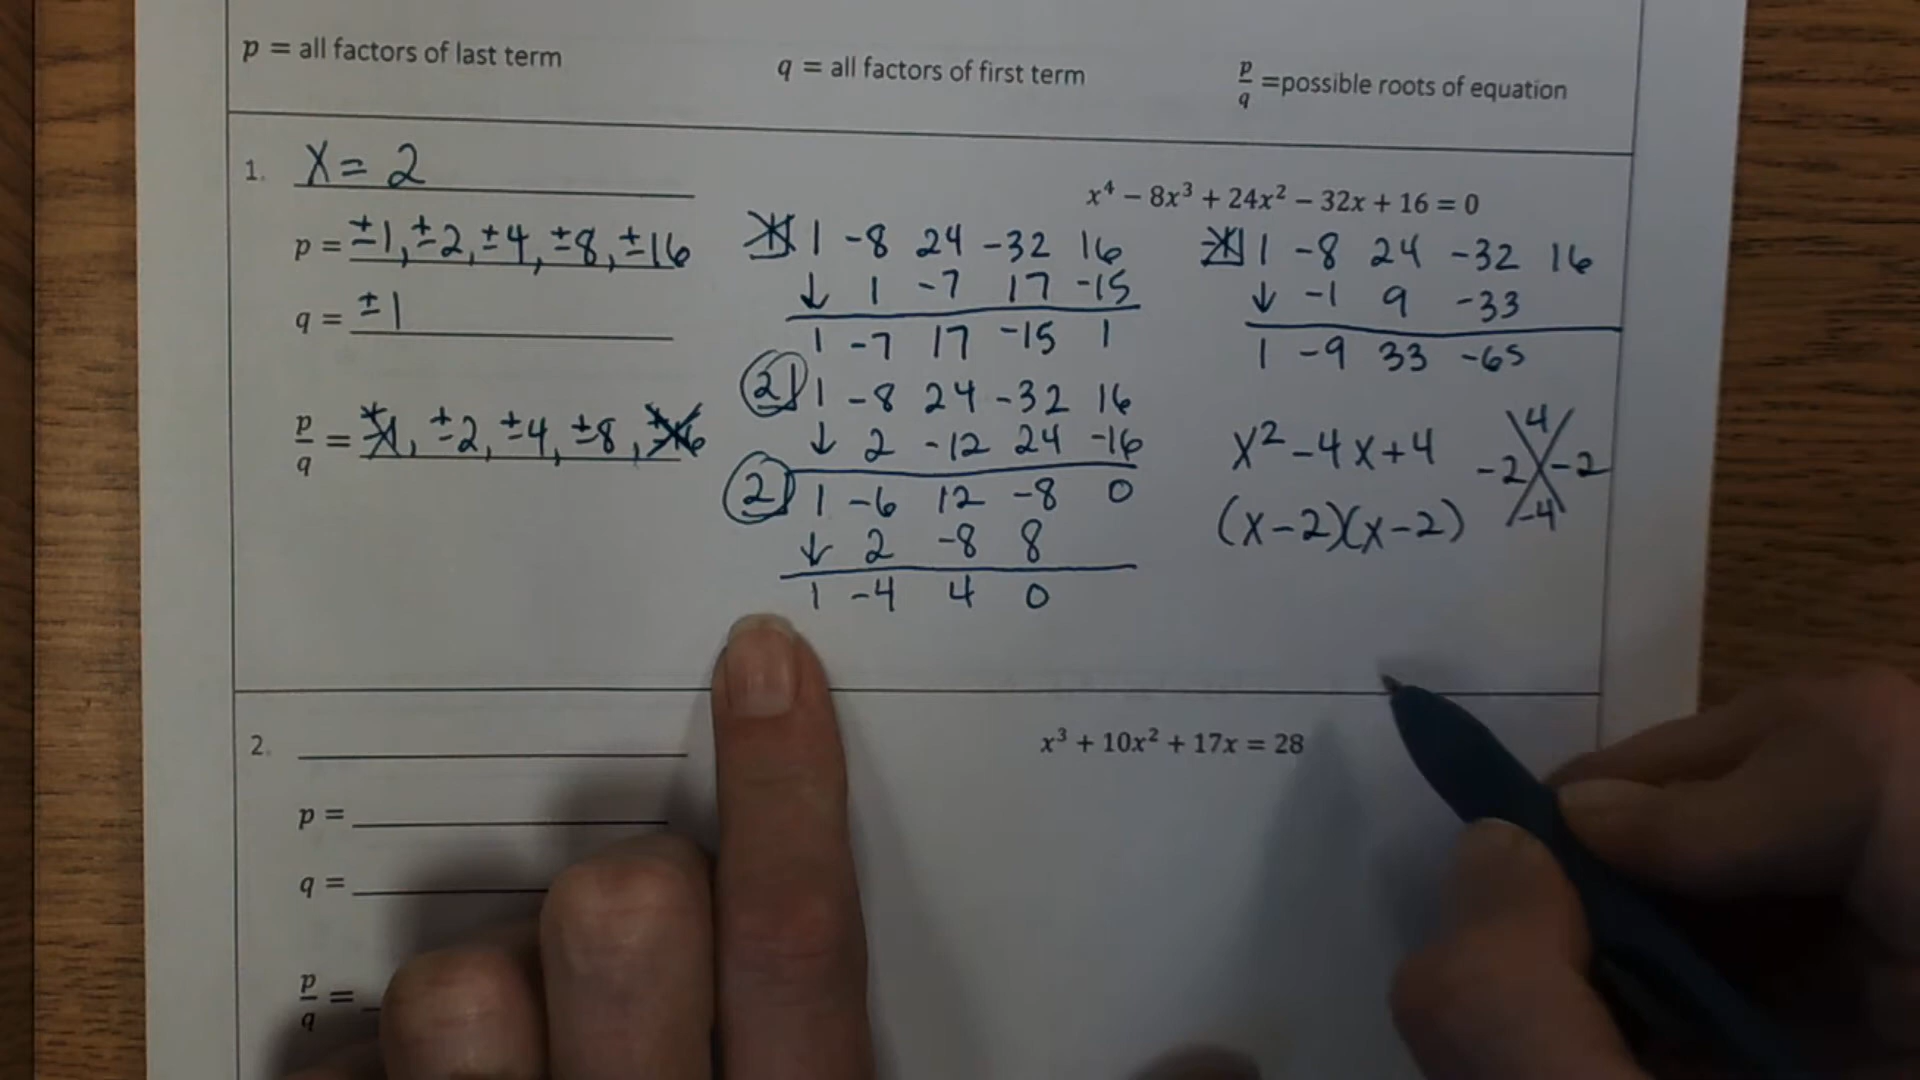 p = all factors of last term
q = all factors of first term
p/q =possible roots of equation
1. x = 2
x⁴ − 8x³ + 24x² − 32x + 16 = 0
p = ±1, ±2, ±4, ±8, ±16
q = ±1
p/q = ±1, ±2, ±4, ±8, ±16
1 -8 24 -32 16
↓ 1 -7 17 -15
1 -7 17 -15 1
2 1 -8 24 -32 16
↓ 2 -12 24 -16
2 1 -6 12 -8 0
↓ 2 -8 8
1 -4 4 0
-1 1 -8 24 -32 16
↓ -1 9 -33
1 -9 33 -65
x² - 4x + 4
(x-2)(x-2)
4
-2 -2
-4
2.
x³ + 10x² + 17x = 28
p =
q =
p/q =